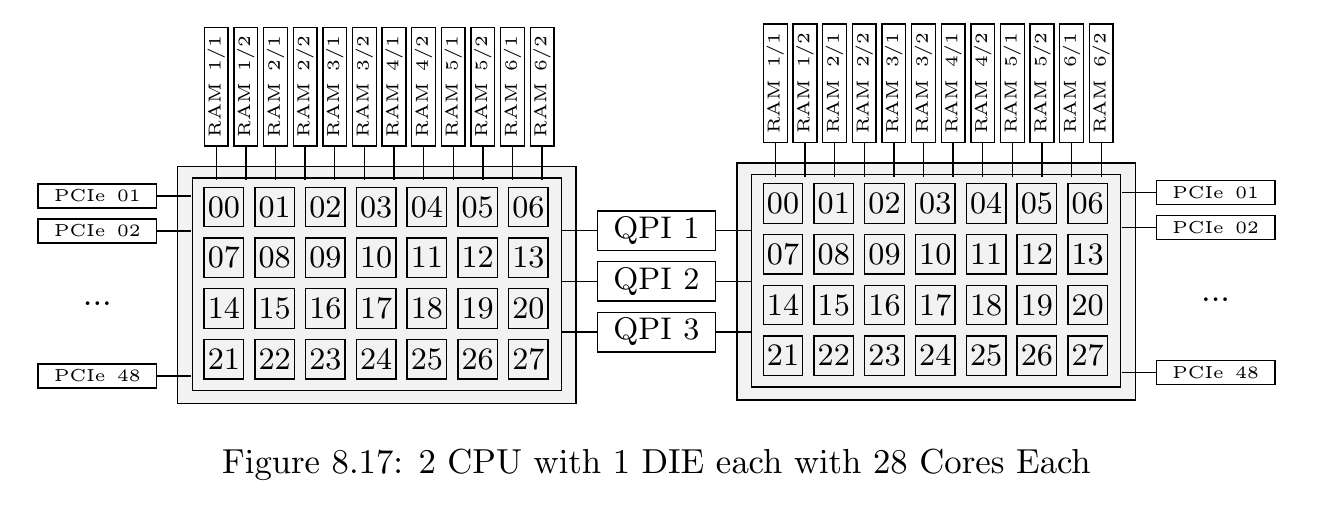 RAM 1/1 RAM 1/2 RAM 2/1 RAM 2/2 RAM 3/1 RAM 3/2 RAM 4/1 RAM 4/2 RAM 5/1 RAM 5/2 RAM 6/1 RAM 6/2
RAM 1/1 RAM 1/2 RAM 2/1 RAM 2/2 RAM 3/1 RAM 3/2 RAM 4/1 RAM 4/2 RAM 5/1 RAM 5/2 RAM 6/1 RAM 6/2
PCIe 01
PCIe 02
...
PCIe 48
00 01 02 03 04 05 06
07 08 09 10 11 12 13
14 15 16 17 18 19 20
21 22 23 24 25 26 27
QPI 1
QPI 2
QPI 3
00 01 02 03 04 05 06
07 08 09 10 11 12 13
14 15 16 17 18 19 20
21 22 23 24 25 26 27
PCIe 01
PCIe 02
...
PCIe 48
Figure 8.17: 2 CPU with 1 DIE each with 28 Cores Each